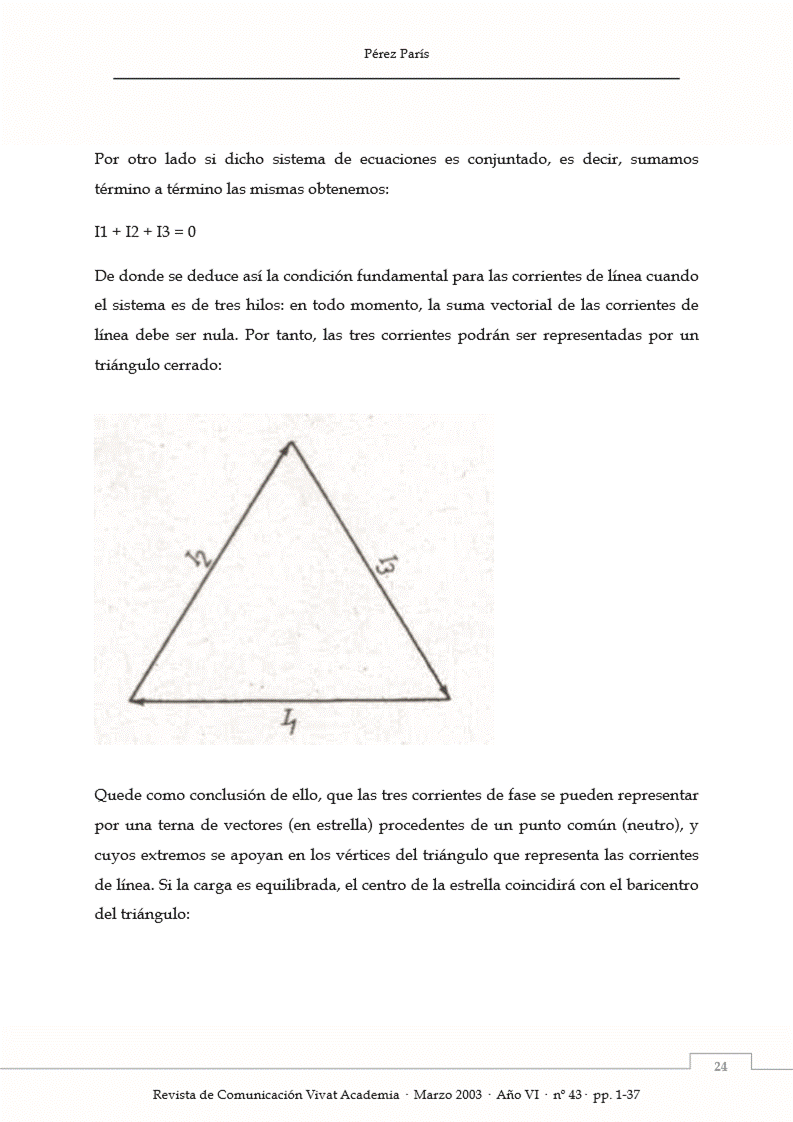 Pérez París
Por otro lado si dicho sistema de ecuaciones es conjuntado, es decir, sumamos
término a término las mismas obtenemos:
I1 + I2 + I3 = 0
De donde se deduce así la condición fundamental para las corrientes de línea cuando
el sistema es de tres hilos: en todo momento, la suma vectorial de las corrientes de
línea debe ser nula. Por tanto, las tres corrientes podrán ser representadas por un
triángulo cerrado:
I2
I3
I1
Quede como conclusión de ello, que las tres corrientes de fase se pueden representar
por una terna de vectores (en estrella) procedentes de un punto común (neutro), y
cuyos extremos se apoyan en los vértices del triángulo que representa las corrientes
de línea. Si la carga es equilibrada, el centro de la estrella coincidirá con el baricentro
del triángulo:
24
Revista de Comunicación Vivat Academia · Marzo 2003 · Año VI · nº 43 · pp. 1-37